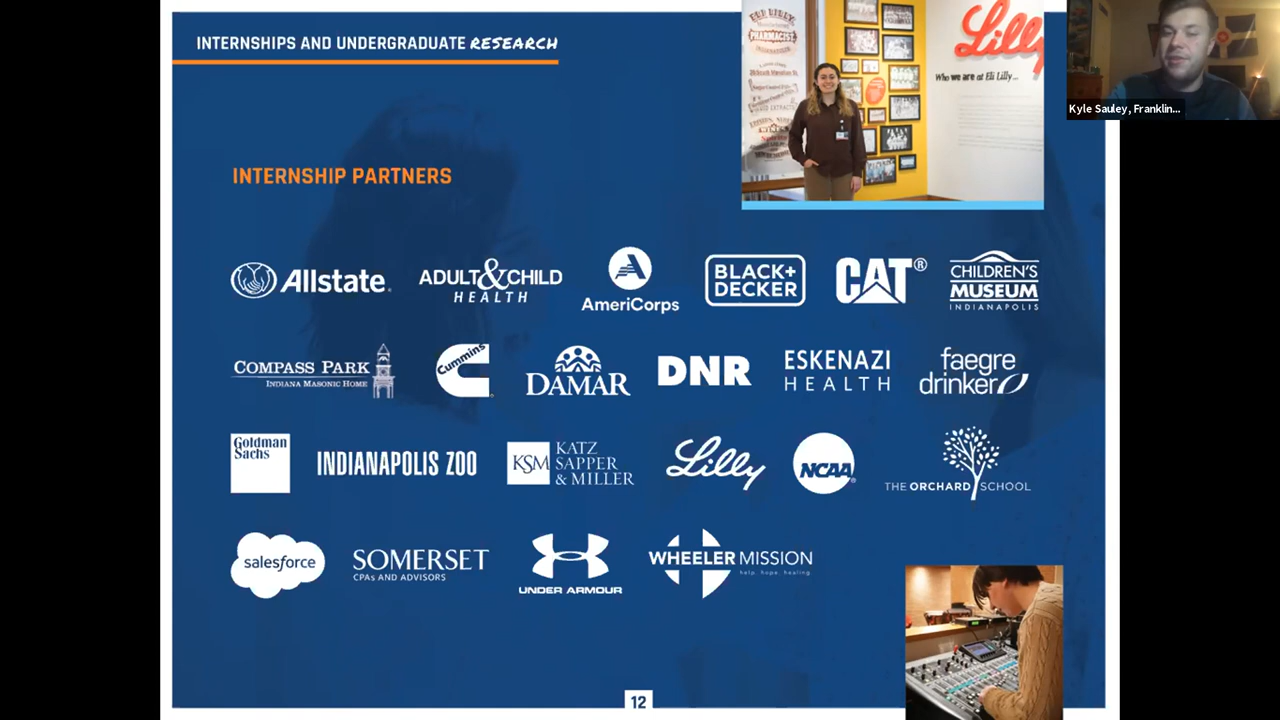 INTERNSHIPS AND UNDERGRADUATE RESEARCH
Lilly
Who we are at Eli Lilly...
PHARMACIST
Kyle Sauley, Franklin...
INTERNSHIP PARTNERS
Allstate.
ADULT & CHILD
HEALTH
AmeriCorps
BLACK+
DECKER
CAT®
CHILDREN'S
MUSEUM
INDIANAPOLIS
COMPASS PARK
INDIANA MASONIC HOME
Cummins
DAMAR
DNR
ESKENAZI
HEALTH
faegre
drinker
Goldman
Sachs
INDIANAPOLIS ZOO
KSM
KATZ
SAPPER
& MILLER
Lilly
NCAA®
THE ORCHARD SCHOOL
salesforce
SOMERSET
CPAs AND ADVISORS
UNDER ARMOUR
WHEELER MISSION
help. hope. healing
12